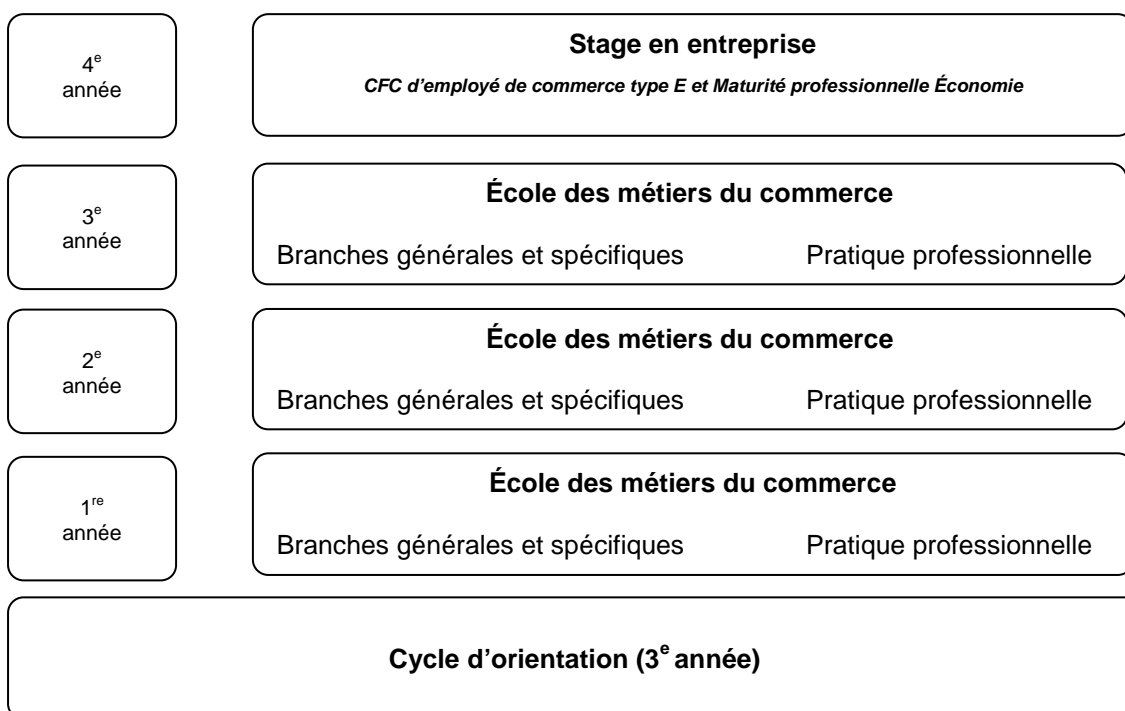 4e
année
Stage en entreprise
CFC d'employé de commerce type E et Maturité professionnelle Économie
3e
année
École des métiers du commerce
Branches générales et spécifiques Pratique professionnelle
2e
année
École des métiers du commerce
Branches générales et spécifiques Pratique professionnelle
1re
année
École des métiers du commerce
Branches générales et spécifiques Pratique professionnelle
Cycle d'orientation (3e année)